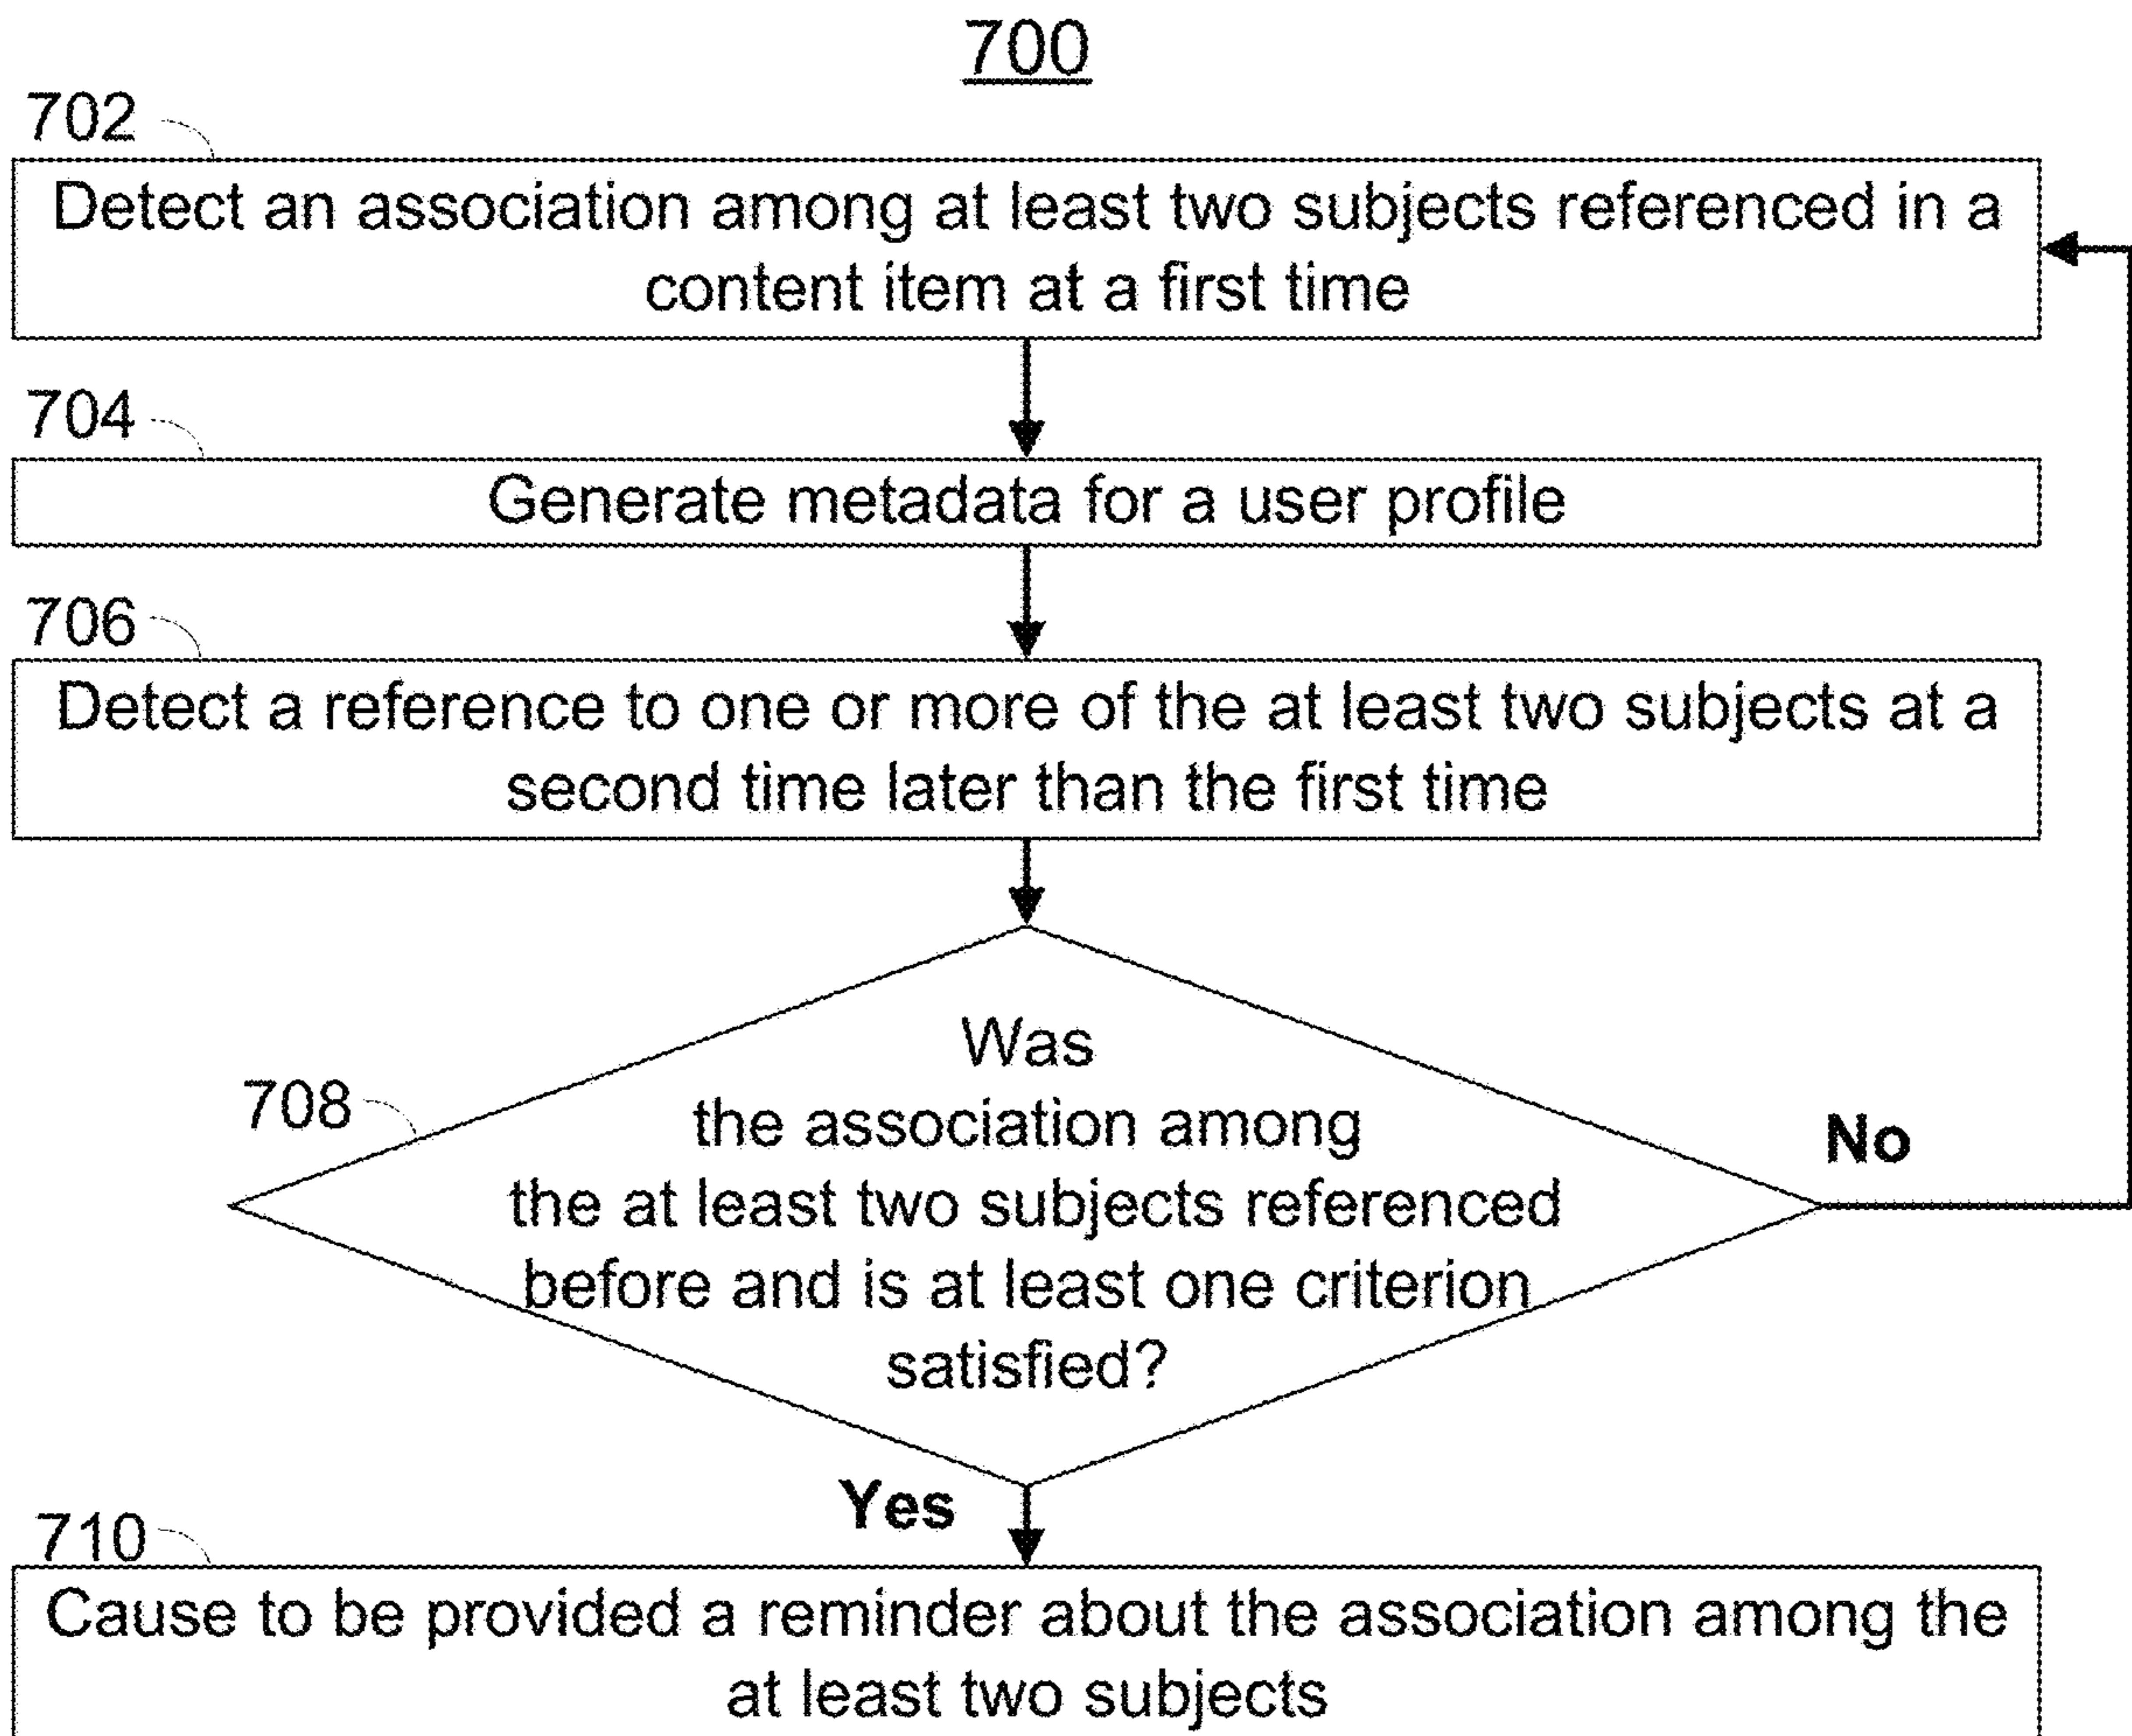 700
702
Detect an association among at least two subjects referenced in a
content item at a first time
704
Generate metadata for a user profile
706
Detect a reference to one or more of the at least two subjects at a
second time later than the first time
708
Was
the association among
the at least two subjects referenced
before and is at least one criterion
satisfied?
No
Yes
710
Cause to be provided a reminder about the association among the
at least two subjects